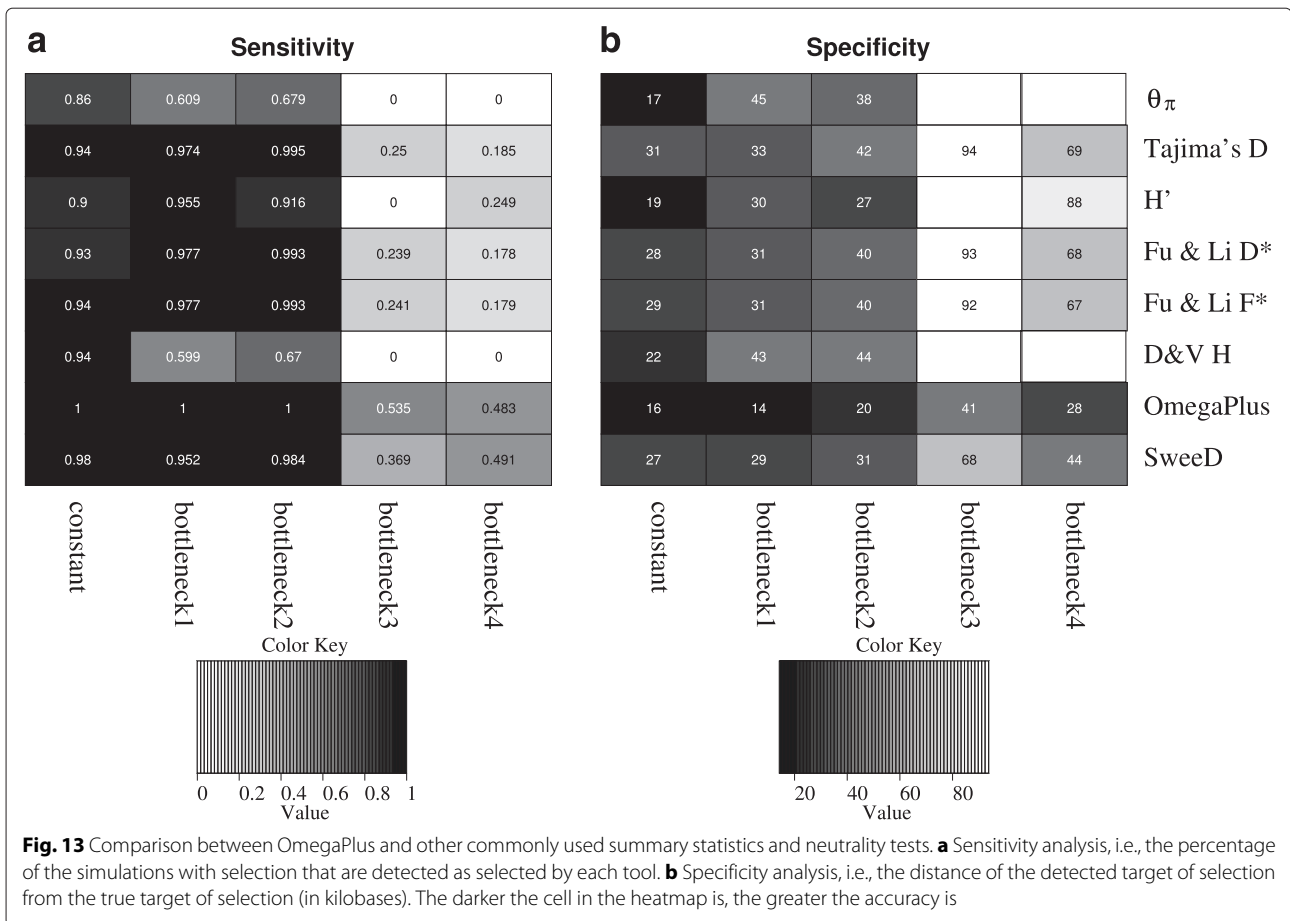 a Sensitivity
b Specificity
0.86 0.609 0.679 0 0
17 45 38 θπ
0.94 0.974 0.995 0.25 0.185
31 33 42 94 69 Tajima's D
0.9 0.955 0.916 0 0.249
19 30 27 88 H'
0.93 0.977 0.993 0.239 0.178
28 31 40 93 68 Fu & Li D*
0.94 0.977 0.993 0.241 0.179
29 31 40 92 67 Fu & Li F*
0.94 0.599 0.67 0 0
22 43 44 D&V H
1 1 1 0.535 0.483
16 14 20 41 28 OmegaPlus
0.98 0.952 0.984 0.369 0.491
27 29 31 68 44 SweeD
constant
bottleneck1
bottleneck2
bottleneck3
bottleneck4
constant
bottleneck1
bottleneck2
bottleneck3
bottleneck4
Color Key
0 0.2 0.4 0.6 0.8 1
Value
Color Key
20 40 60 80
Value
Fig. 13 Comparison between OmegaPlus and other commonly used summary statistics and neutrality tests. a Sensitivity analysis, i.e., the percentage
of the simulations with selection that are detected as selected by each tool. b Specificity analysis, i.e., the distance of the detected target of selection
from the true target of selection (in kilobases). The darker the cell in the heatmap is, the greater the accuracy is